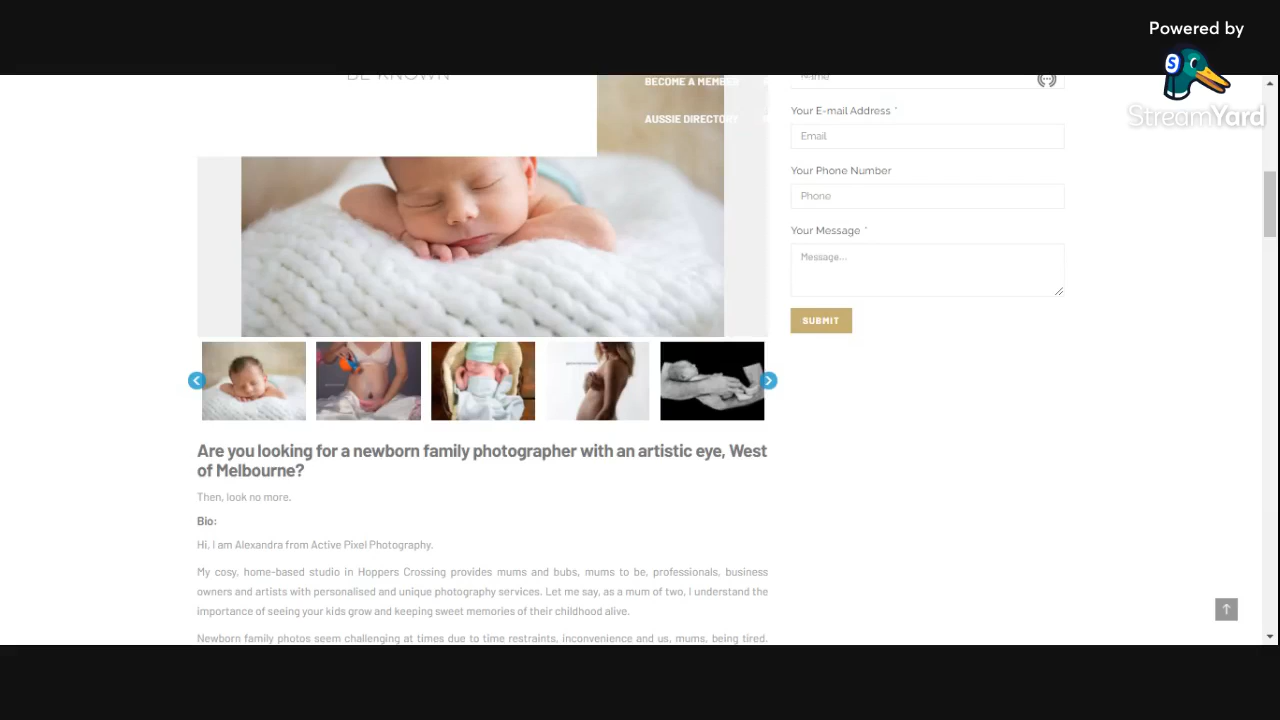 Powered by
StreamYard
BE KNOWN
BECOME A MEMBE
AUSSIE DIRECTORY
Your E-mail Address *
Email
Your Phone Number
Phone
Your Message *
Message...
SUBMIT
Are you looking for a newborn family photographer with an artistic eye, West
of Melbourne?
Then, look no more.
Bio:
Hi, I am Alexandra from Active Pixel Photography.
My cosy, home-based studio in Hoppers Crossing provides mums and bubs, mums to be, professionals, business
owners and artists with personalised and unique photography services. Let me say, as a mum of two, I understand the
importance of seeing your kids grow and keeping sweet memories of their childhood alive.
Newborn family photos seem challenging at times due to time restraints, inconvenience and us, mums, being tired.